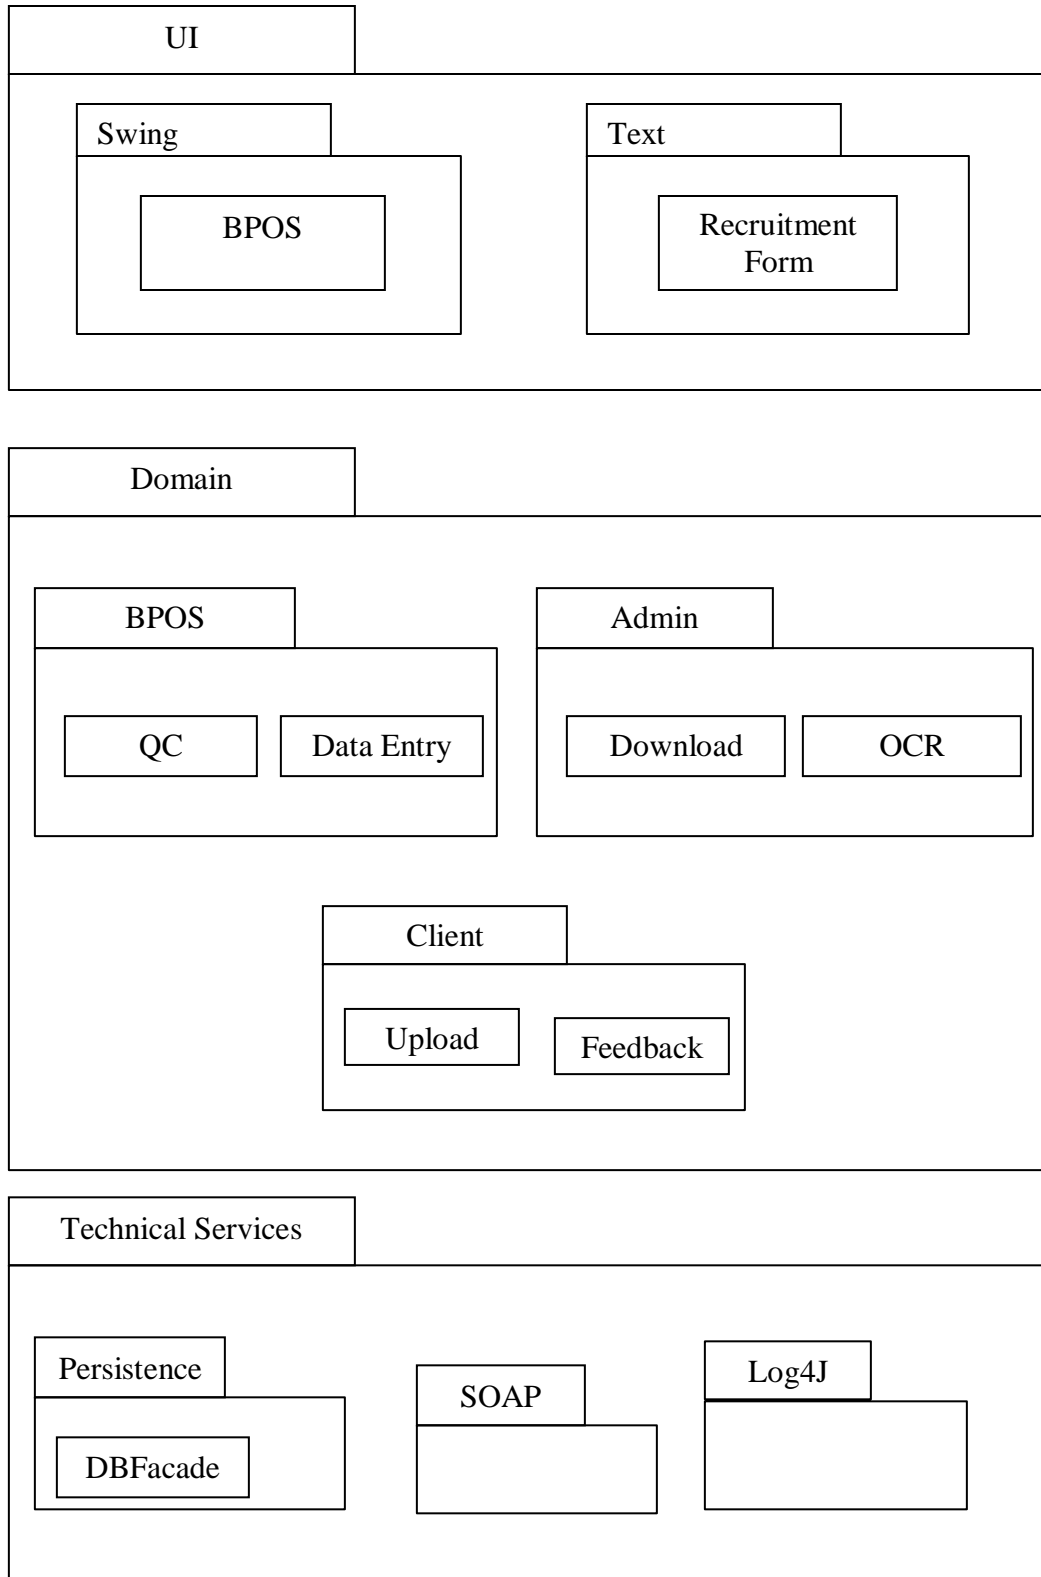 UI
Swing
Text
BPOS
Recruitment
Form
Domain
BPOS
Admin
QC
Data Entry
Download
OCR
Client
Upload
Feedback
Technical Services
Persistence
SOAP
Log4J
DBFacade